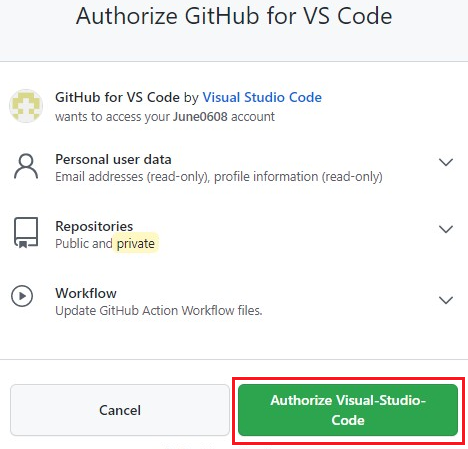 Authorize GitHub for VS Code
GitHub for VS Code by Visual Studio Code
wants to access your June0608 account
Personal user data
Email addresses (read-only), profile information (read-only)
Repositories
Public and private
Workflow
Update GitHub Action Workflow files.
Cancel
Authorize Visual-Studio-
Code